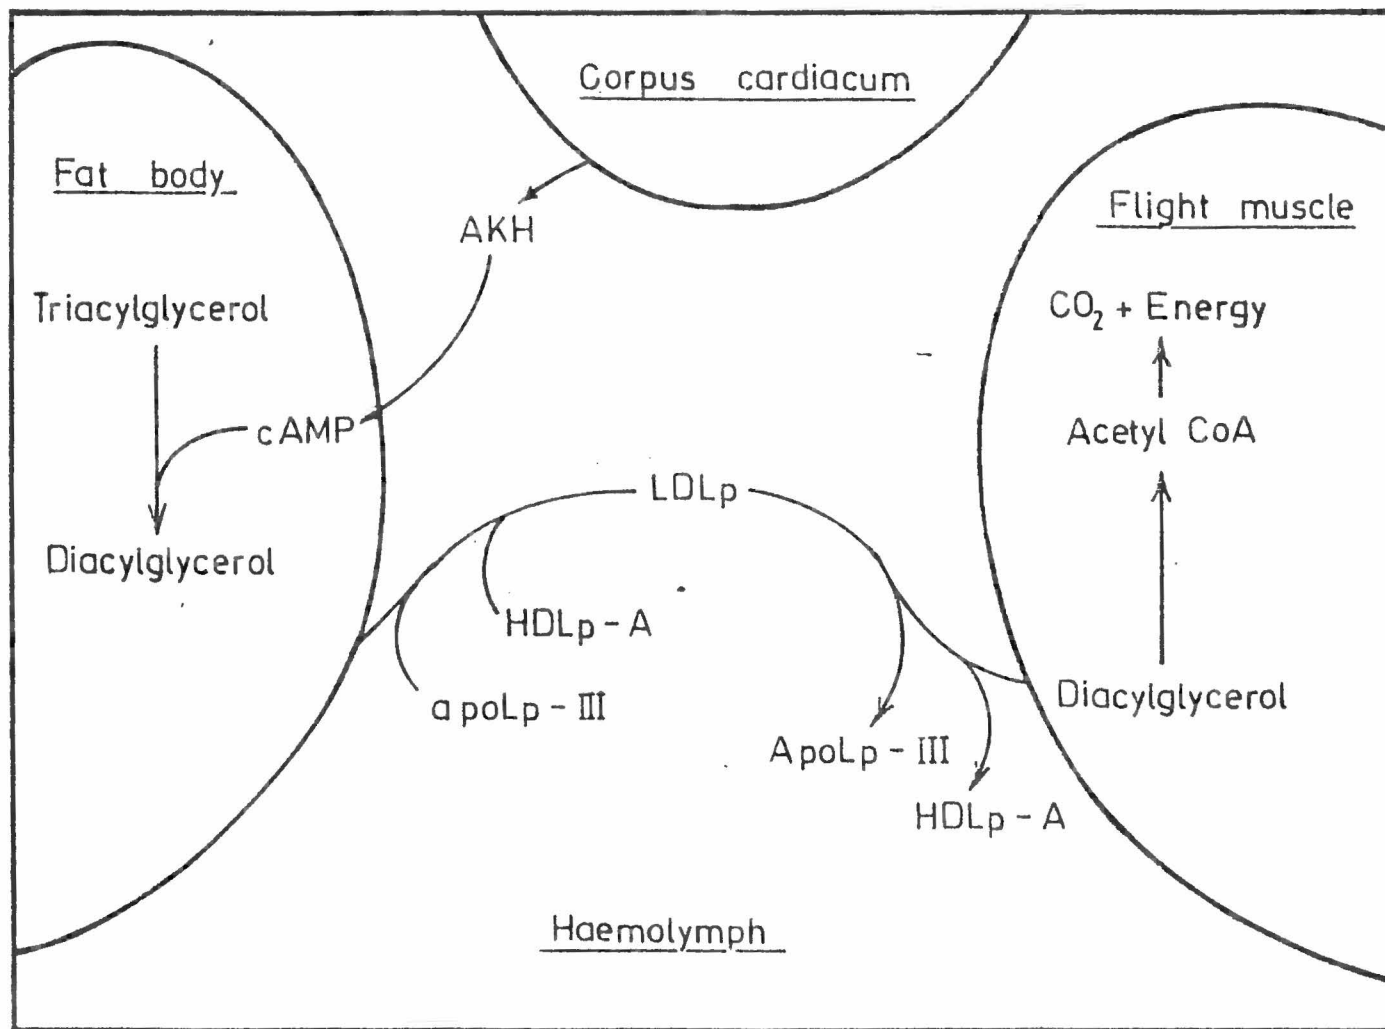 Corpus cardiacum
Fat body
AKH
Triacylglycerol
cAMP
Diacylglycerol
LDLp
HDLp-A
apoLp-III
ApoLp-III
HDLp-A
Flight muscle
CO₂ + Energy
Acetyl CoA
Diacylglycerol
Haemolymph